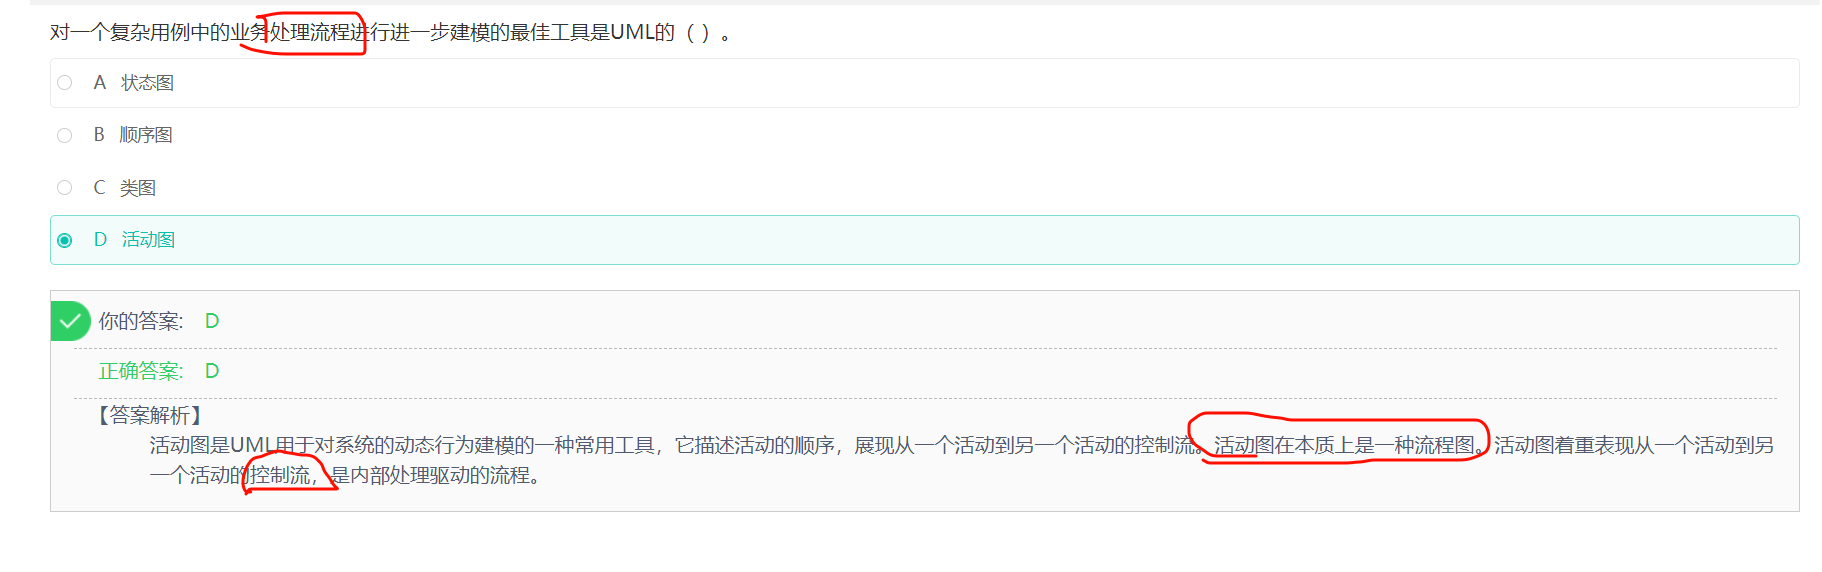 对一个复杂用例中的业务处理流程进行进一步建模的最佳工具是UML的（ ）。
A 状态图
B 顺序图
C 类图
D 活动图
你的答案: D
正确答案: D
【答案解析】
活动图是UML用于对系统的动态行为建模的一种常用工具，它描述活动的顺序，展现从一个活动到另一个活动的控制流。活动图在本质上是一种流程图。活动图着重表现从一个活动到另
一个活动的控制流，是内部处理驱动的流程。